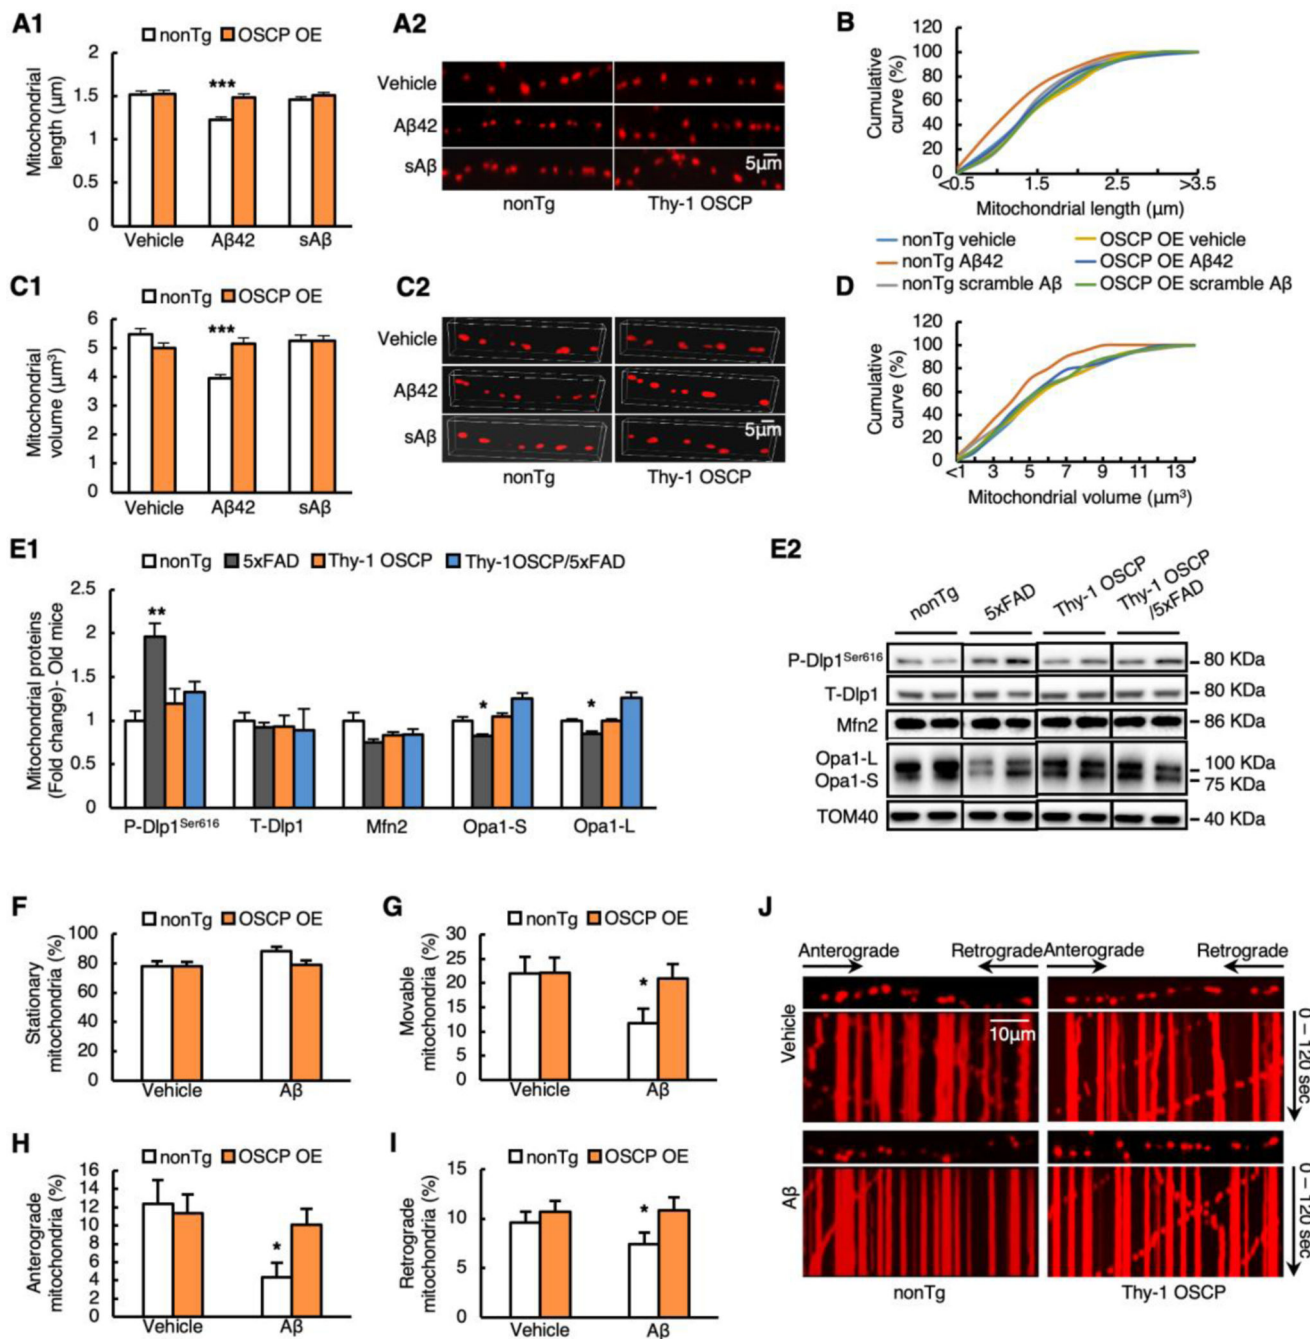 A1
nonTg OSCP OE
Mitochondrial length (µm)
2
1.5
1
0.5
0
***
Vehicle Aβ42 sAβ
A2
Vehicle
Aβ42
sAβ
5µm
nonTg Thy-1 OSCP
B
Cumulative curve (%)
120
100
80
60
40
20
0
<0.5 1.5 2.5 >3.5
Mitochondrial length (µm)
nonTg vehicle OSCP OE vehicle
nonTg Aβ42 OSCP OE Aβ42
nonTg scramble Aβ OSCP OE scramble Aβ
C1
nonTg OSCP OE
Mitochondrial volume (µm³)
6
5
4
3
2
1
0
***
Vehicle Aβ42 sAβ
C2
Vehicle
Aβ42
sAβ
5µm
nonTg Thy-1 OSCP
D
Cumulative curve (%)
120
100
80
60
40
20
0
<1 3 5 7 9 11 13
Mitochondrial volume (µm³)
E1
nonTg 5xFAD Thy-1 OSCP Thy-1OSCP/5xFAD
Mitochondrial proteins
(Fold change)- Old mice
2.5
2
1.5
1
0.5
0
**
*
*
P-Dlp1Ser616 T-Dlp1 Mfn2 Opa1-S Opa1-L
E2
nonTg
5xFAD
Thy-1 OSCP
Thy-1 OSCP
/5xFAD
P-Dlp1Ser616 80 KDa
T-Dlp1 80 KDa
Mfn2 86 KDa
Opa1-L 100 KDa
Opa1-S 75 KDa
TOM40 40 KDa
F
nonTg OSCP OE
Stationary mitochondria (%)
100
80
60
40
80
0
Vehicle Aβ
G
nonTg OSCP OE
Movable mitochondria (%)
30
25
20
15
10
5
0
*
Vehicle Aβ
H
nonTg OSCP OE
Anterograde mitochondria (%)
16
14
12
10
8
6
4
2
0
*
Vehicle Aβ
I
nonTg OSCP OE
Retrograde mitochondria (%)
15
10
5
0
*
Vehicle Aβ
J
Anterograde Retrograde Anterograde Retrograde
Vehicle
10µm
0 – 120 sec
Aβ
0 – 120 sec
nonTg Thy-1 OSCP